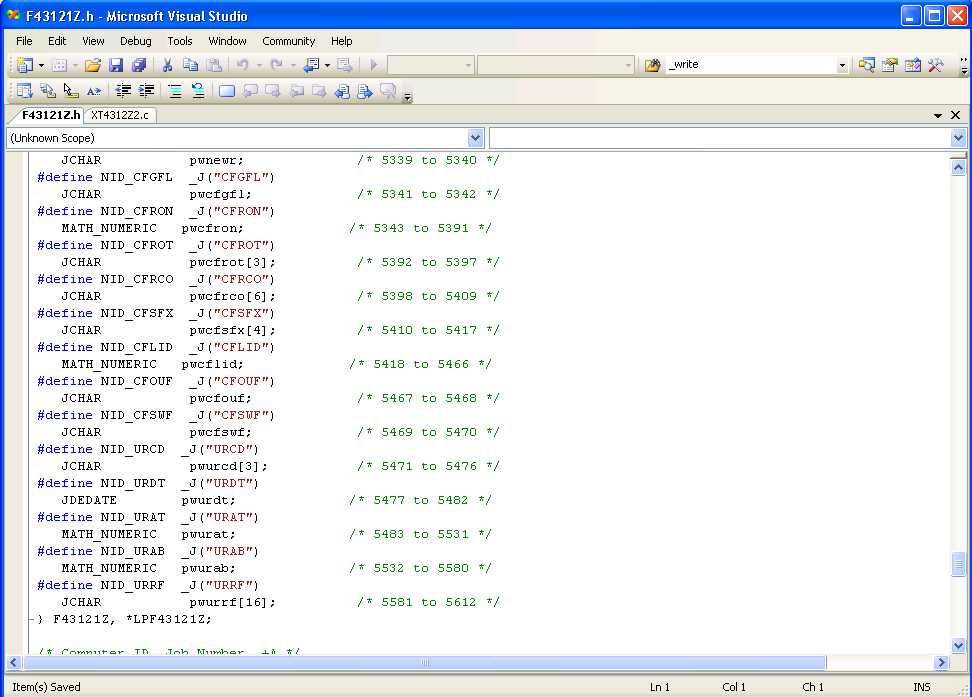 F43121Z.h - Microsoft Visual Studio
File Edit View Debug Tools Window Community Help
_write
F43121Z.h XT4312Z2.c
(Unknown Scope)
JCHAR pwnewr; /* 5339 to 5340 */
#define NID_CFGFL _J("CFGFL")
JCHAR pwcfgfl; /* 5341 to 5342 */
#define NID_CFRON _J("CFRON")
MATH_NUMERIC pwcfron; /* 5343 to 5391 */
#define NID_CFROT _J("CFROT")
JCHAR pwcfrot[3]; /* 5392 to 5397 */
#define NID_CFRCO _J("CFRCO")
JCHAR pwcfrco[6]; /* 5398 to 5409 */
#define NID_CFSFX _J("CFSFX")
JCHAR pwcfsfx[4]; /* 5410 to 5417 */
#define NID_CFLID _J("CFLID")
MATH_NUMERIC pwcflid; /* 5418 to 5466 */
#define NID_CFOUF _J("CFOUF")
JCHAR pwcfouf; /* 5467 to 5468 */
#define NID_CFSWF _J("CFSWF")
JCHAR pwcfswf; /* 5469 to 5470 */
#define NID_URCD _J("URCD")
JCHAR pwurcd[3]; /* 5471 to 5476 */
#define NID_URDT _J("URDT")
JDEDATE pwurdt; /* 5477 to 5482 */
#define NID_URAT _J("URAT")
MATH_NUMERIC pwurat; /* 5483 to 5531 */
#define NID_URAB _J("URAB")
MATH_NUMERIC pwurab; /* 5532 to 5580 */
#define NID_URRF _J("URRF")
JCHAR pwurrf[16]; /* 5581 to 5612 */
} F43121Z, *LPF43121Z;
/* Computer ID, Job Number, +A */
Item(s) Saved Ln 1 Col 1 Ch 1 INS